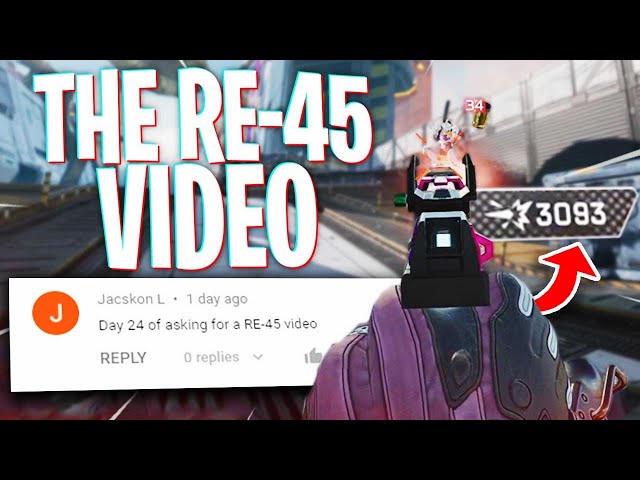 THE RE-45
VIDEO
34
3093
J
Jacskon L • 1 day ago
Day 24 of asking for a RE-45 video
REPLY 0 replies